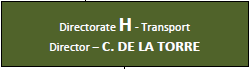 Directorate H - Transport
Director – C. DE LA TORRE